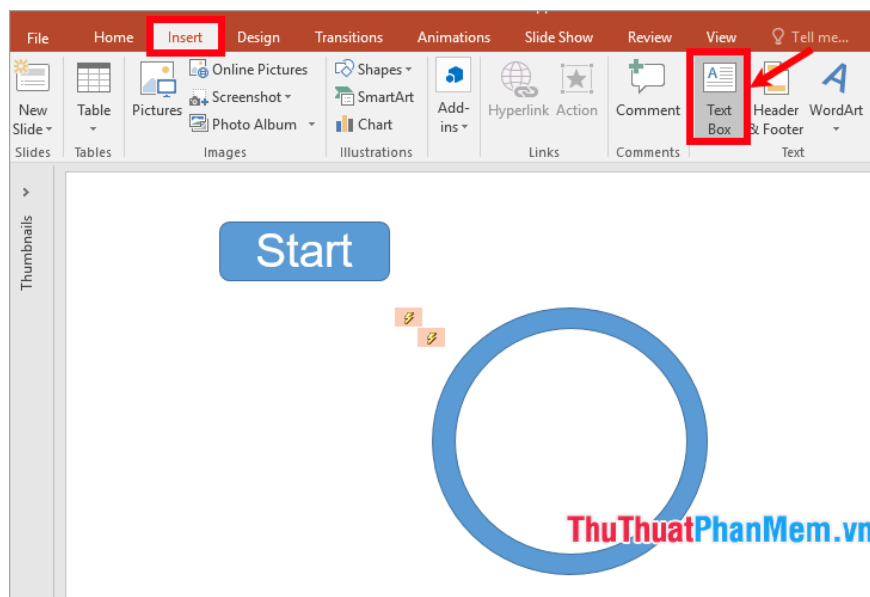 File Home Insert Design Transitions Animations Slide Show Review View Tell me...
New Slide
Table
Pictures
Online Pictures
Screenshot
Photo Album
Shapes
SmartArt
Chart
Add-ins
Hyperlink
Action
Comment
Text Box
Header & Footer
WordArt
Slides Tables Images Illustrations Links Comments Text
Thumbnails
Start
ThuThuatPhanMem.vn